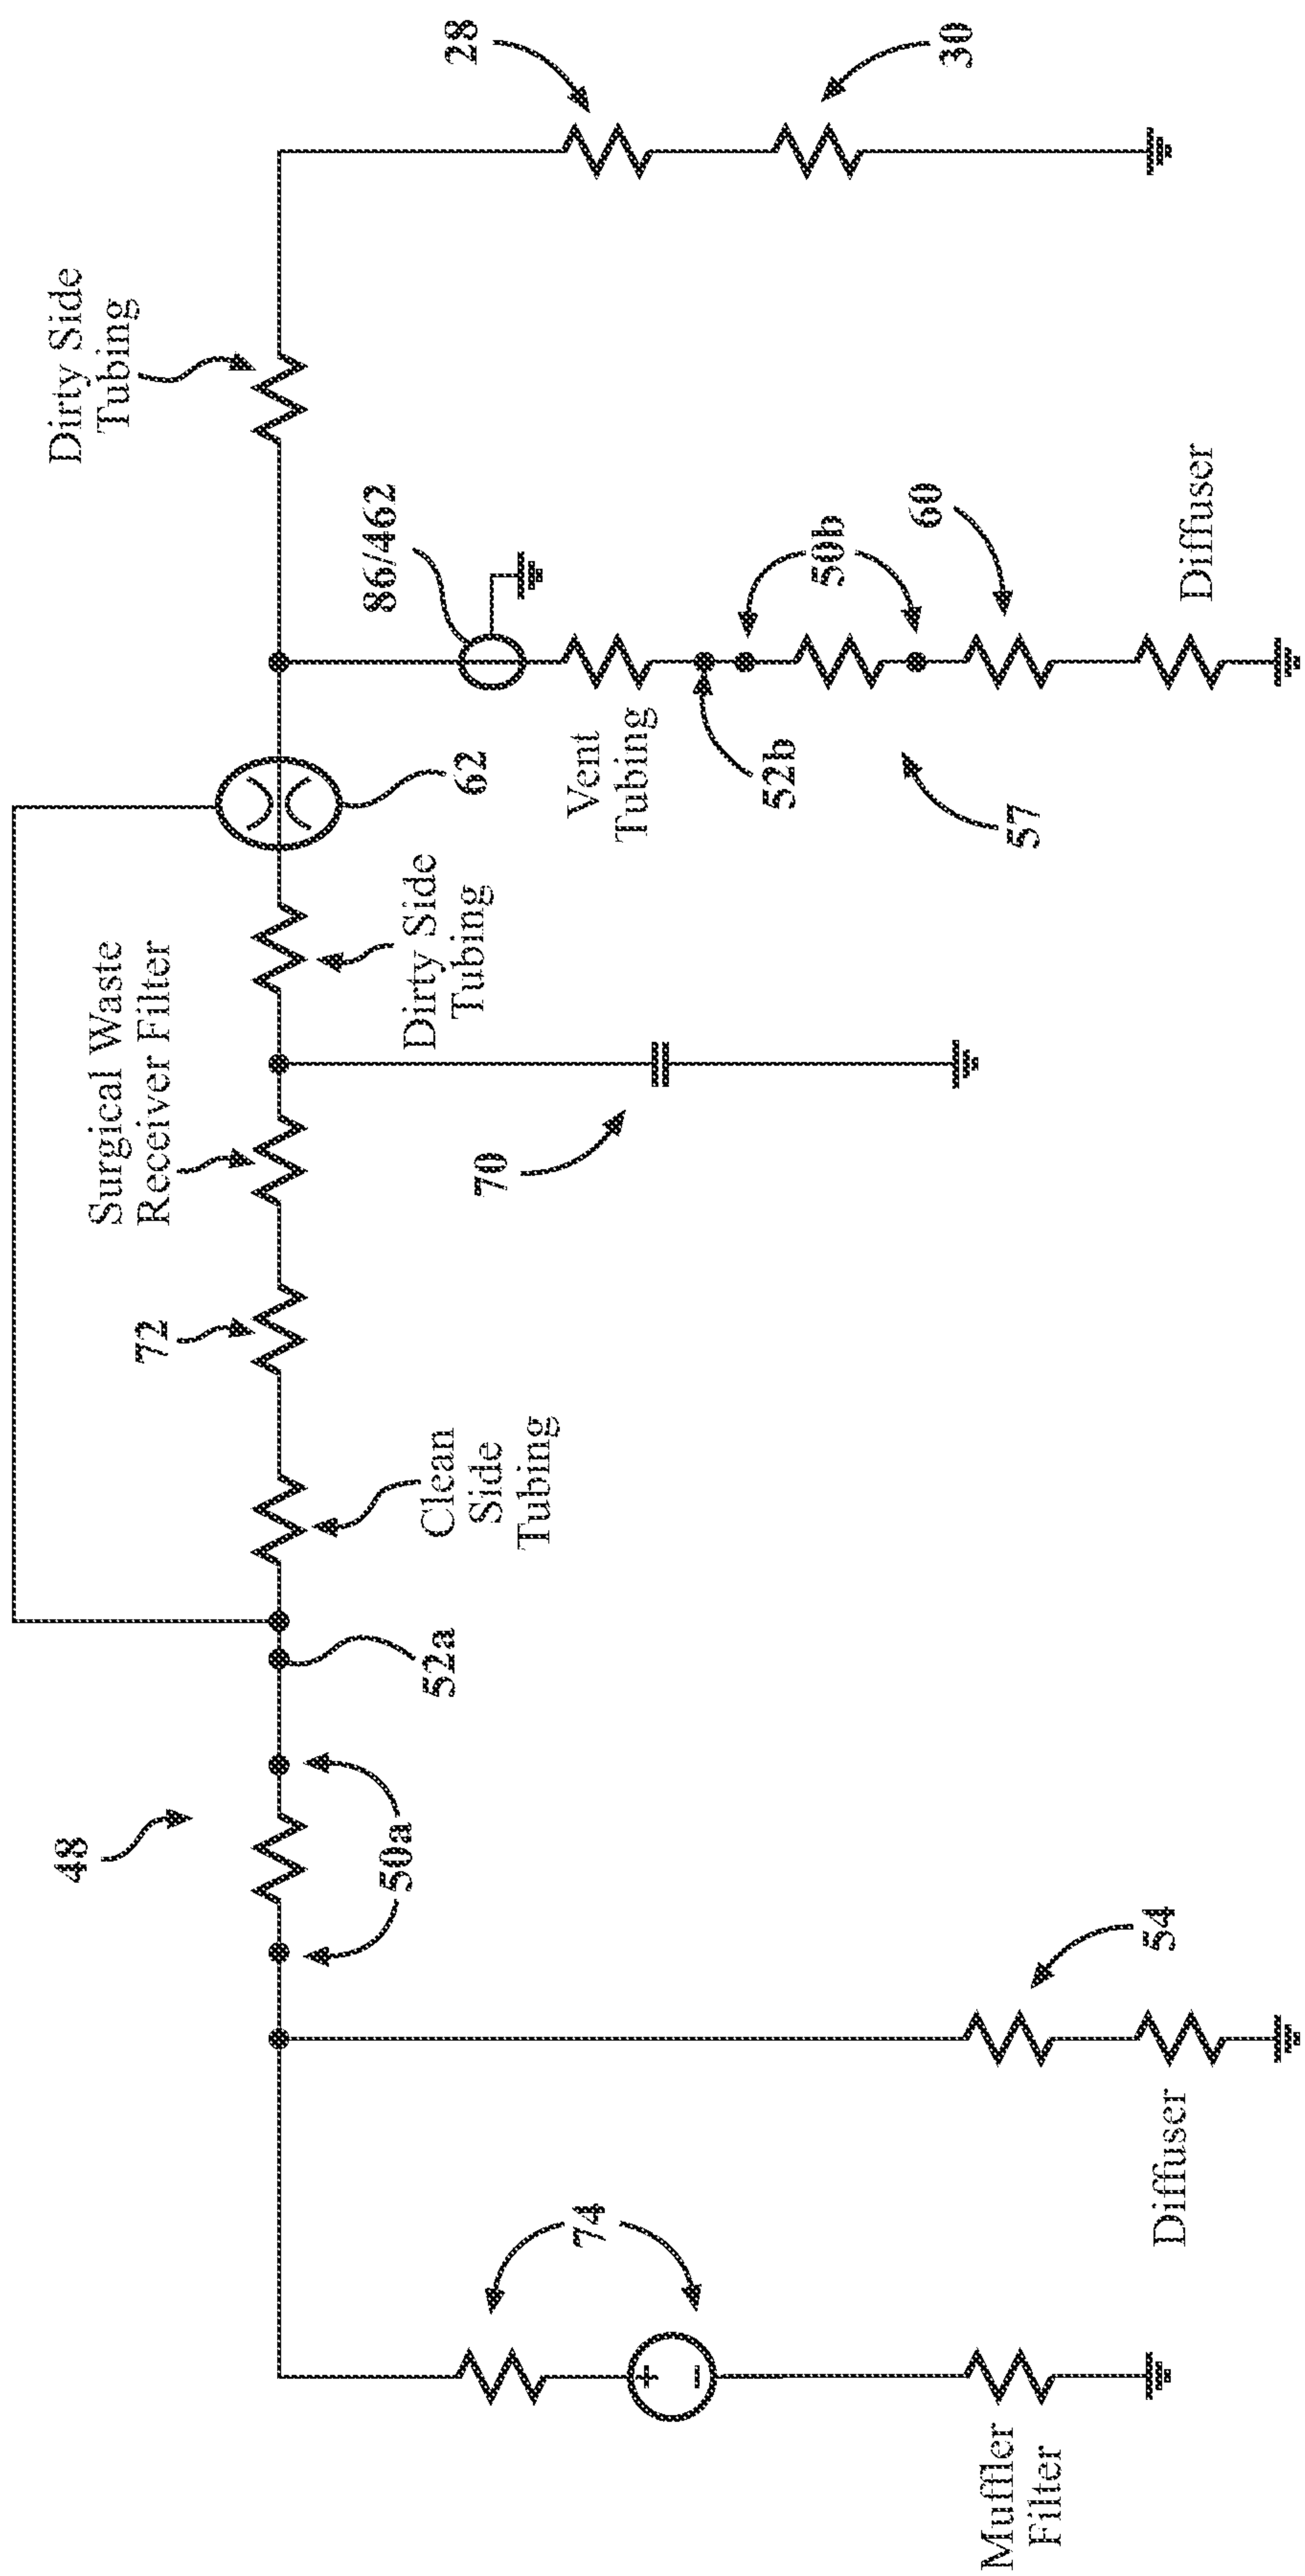 28
30
Dirty Side
Tubing
86/462
50b
60
Diffuser
62
Vent
Tubing
52b
57
Surgical Waste
Receiver Filter
Dirty Side
Tubing
70
72
Clean
Side
Tubing
52a
48
50a
54
Diffuser
74
+
-
Muffler
Filter